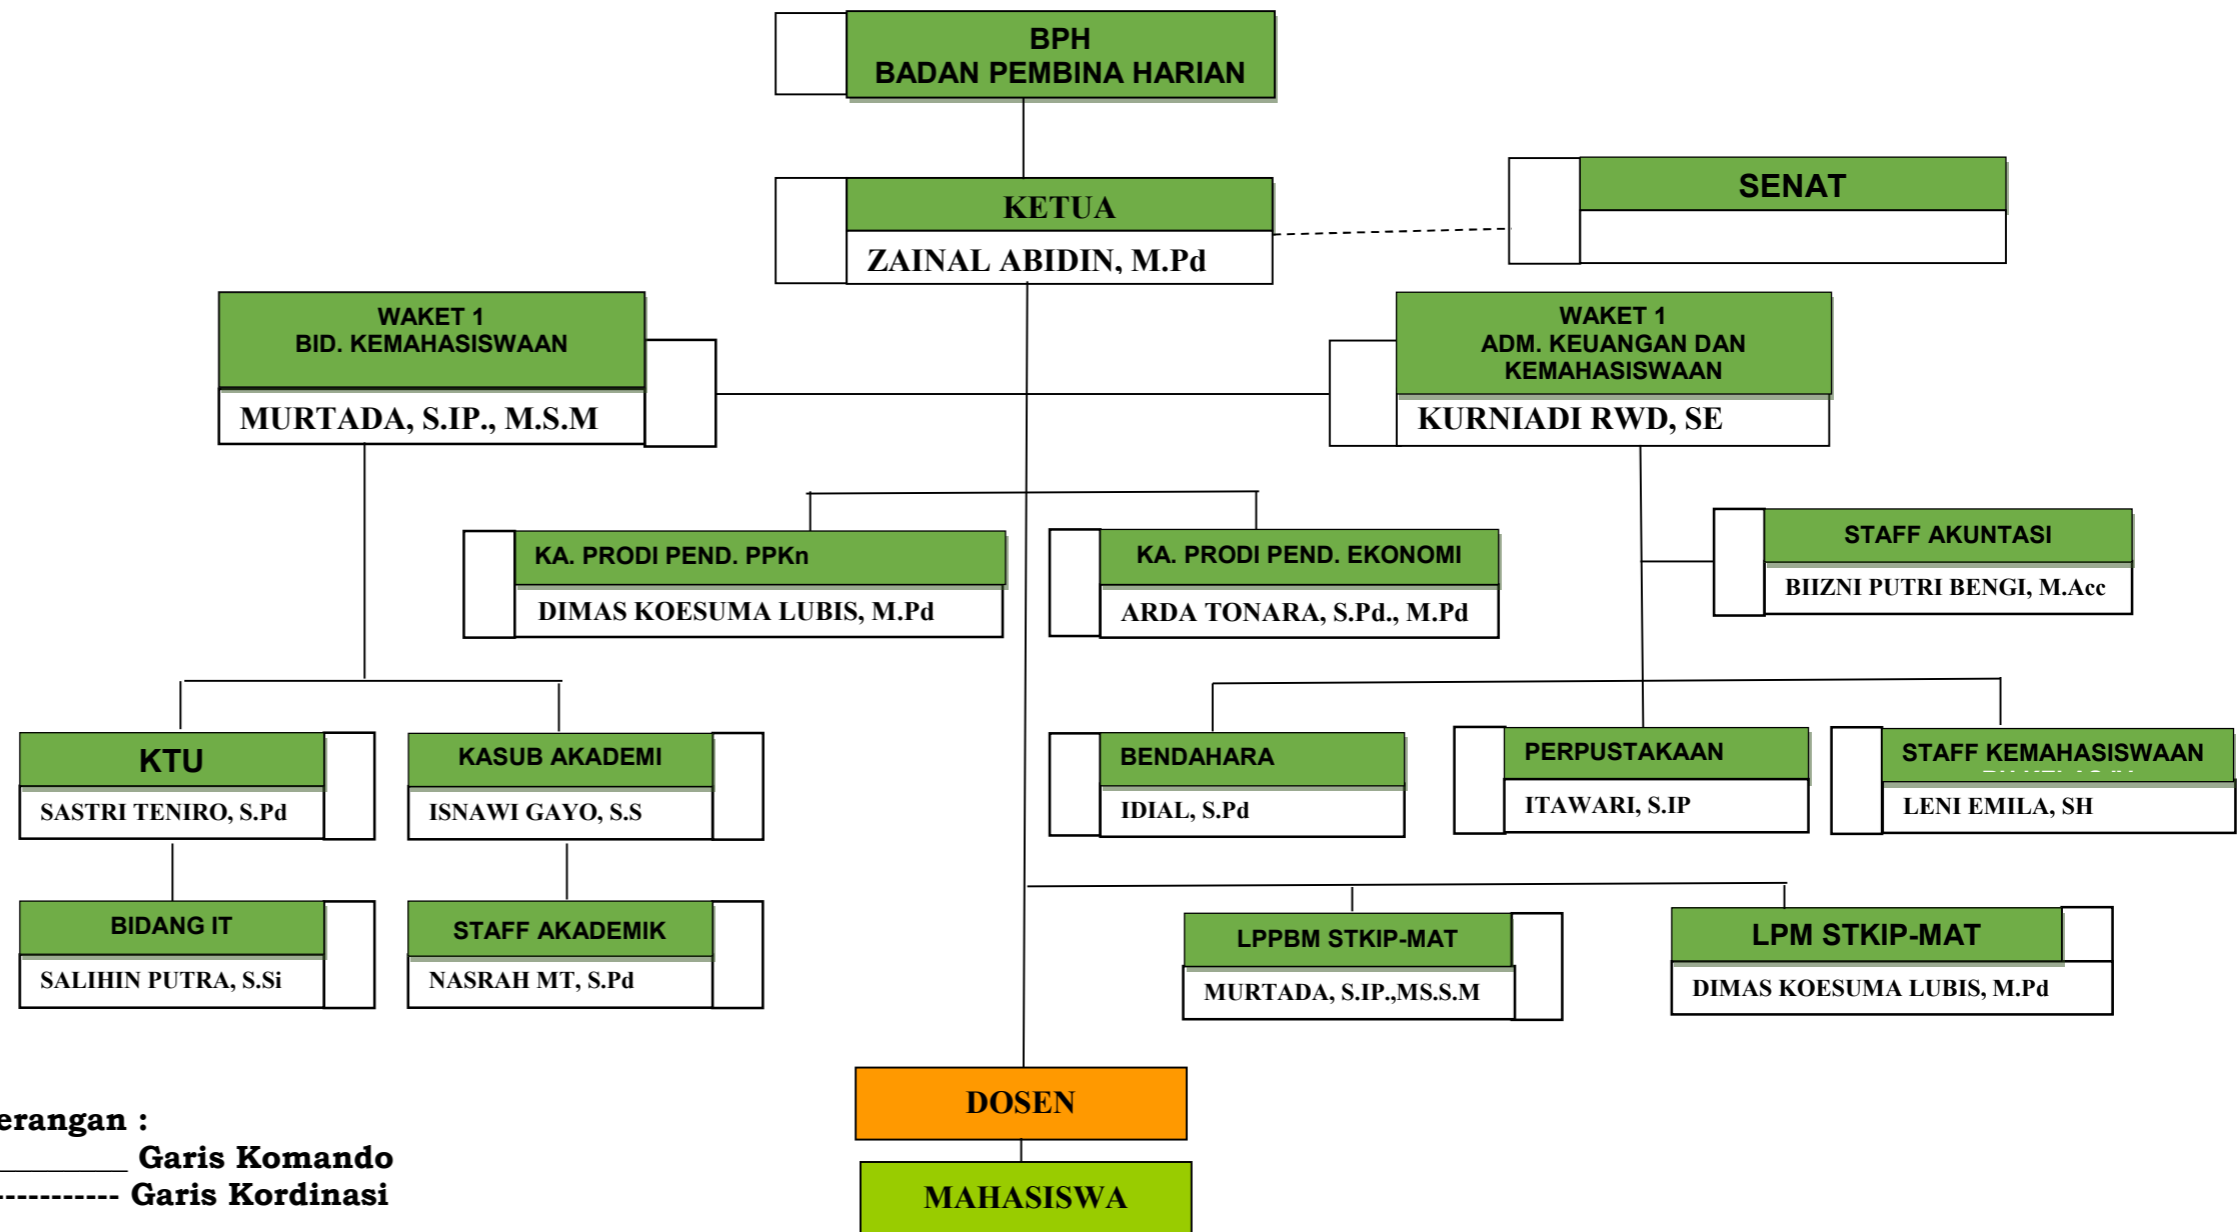 BPH
BADAN PEMBINA HARIAN
KETUA
ZAINAL ABIDIN, M.Pd
SENAT
WAKET 1
BID. KEMAHASISWAAN
MURTADA, S.IP., M.S.M
WAKET 1
ADM. KEUANGAN DAN
KEMAHASISWAAN
KURNIADI RWD, SE
KA. PRODI PEND. PPKn
DIMAS KOESUMA LUBIS, M.Pd
KA. PRODI PEND. EKONOMI
ARDA TONARA, S.Pd., M.Pd
STAFF AKUNTASI
BIIZNI PUTRI BENGI, M.Acc
KTU
SASTRI TENIRO, S.Pd
KASUB AKADEMI
ISNAWI GAYO, S.S
BENDAHARA
IDIAL, S.Pd
PERPUSTAKAAN
ITAWARI, S.IP
STAFF KEMAHASISWAAN
LENI EMILA, SH
BIDANG IT
SALIHIN PUTRA, S.Si
STAFF AKADEMIK
NASRAH MT, S.Pd
LPPBM STKIP-MAT
MURTADA, S.IP.,MS.S.M
LPM STKIP-MAT
DIMAS KOESUMA LUBIS, M.Pd
DOSEN
MAHASISWA
erangan :
_________ Garis Komando
----------- Garis Kordinasi